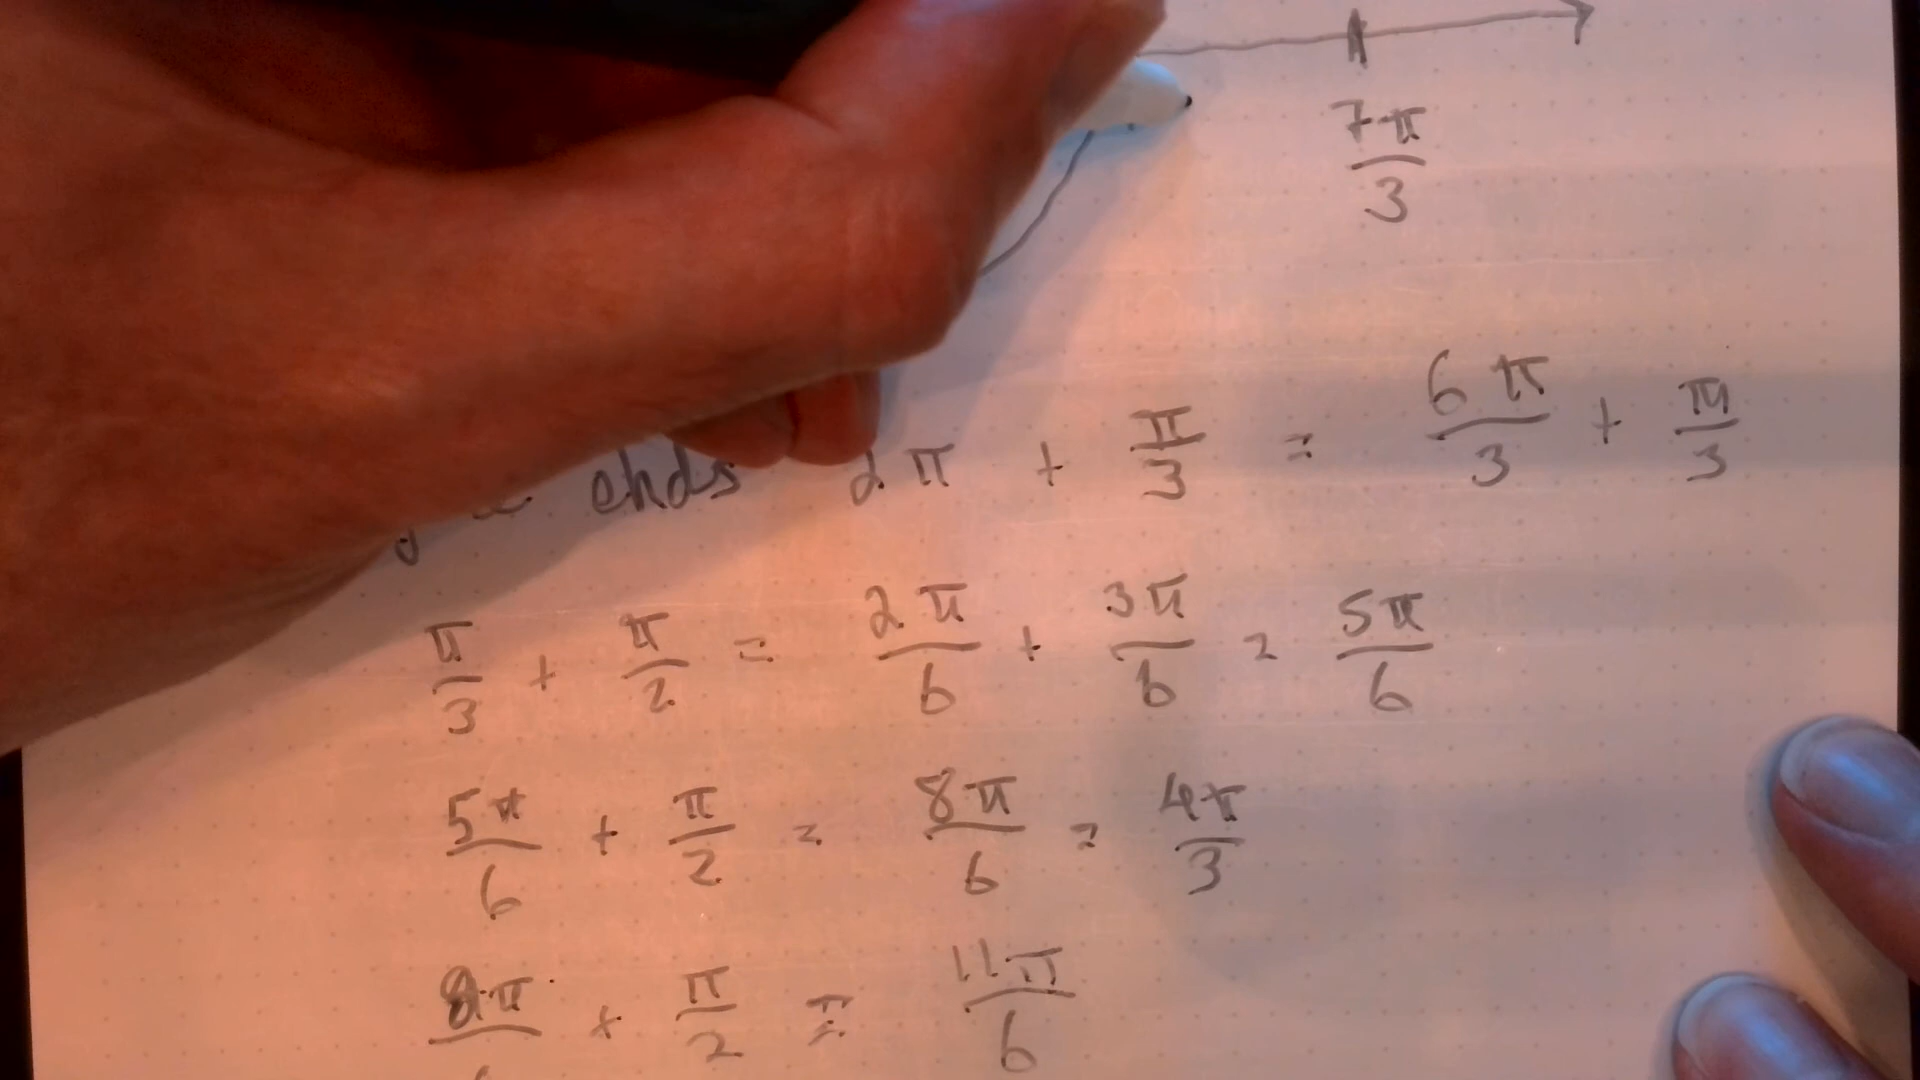 7π/3
ends 2π + π/3 = 6π/3 + π/3
π/3 + π/2 = 2π/6 + 3π/6 = 5π/6
5π/6 + π/2 = 8π/6 = 4π/3
8π/6 + π/2 = 11π/6